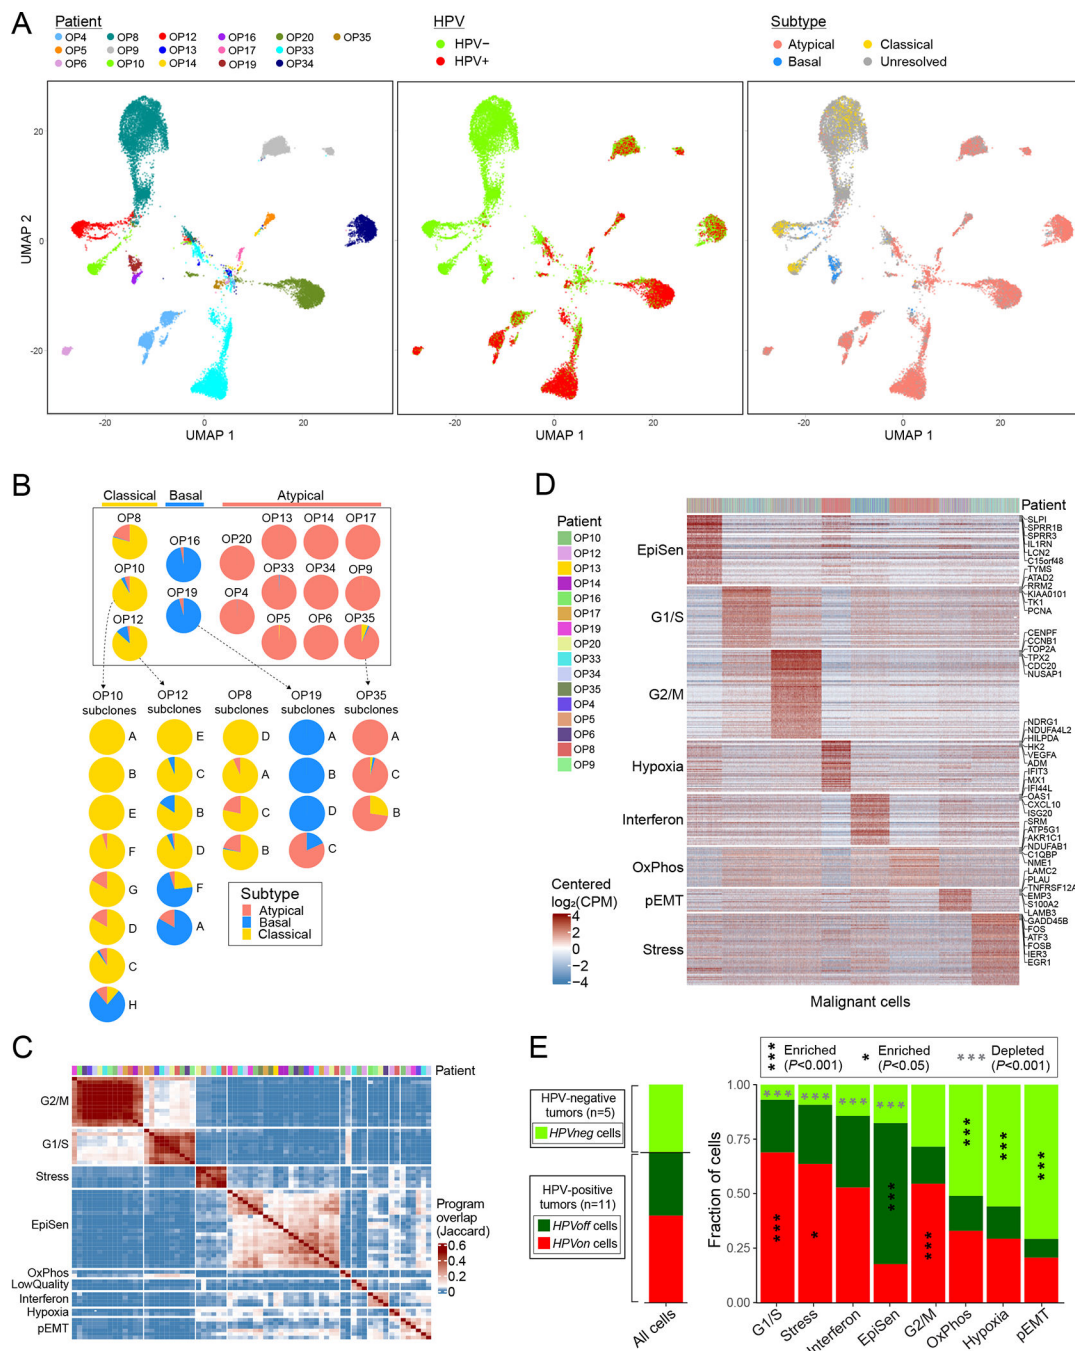 A
Patient
OP4 OP8 OP12 OP16 OP20 OP35
OP5 OP9 OP13 OP17 OP33
OP6 OP10 OP14 OP19 OP34
HPV
HPV−
HPV+
Subtype
Atypical Classical
Basal Unresolved
UMAP 2
20
0
-20
-20 0 20
-20 0 20
-20 0 20
UMAP 1
UMAP 1
UMAP 1
B
Classical Basal Atypical
OP8
OP10
OP12
OP16
OP19
OP20
OP4
OP13 OP14 OP17
OP33 OP34 OP9
OP5 OP6 OP35
OP10 subclones
OP12 subclones
OP8 subclones
OP19 subclones
OP35 subclones
A
B
E
F
G
D
C
H
E
C
B
D
F
A
D
A
C
B
A
B
D
C
A
C
B
Subtype
Atypical
Basal
Classical
C
Patient
G2/M
G1/S
Stress
EpiSen
OxPhos
LowQuality
Interferon
Hypoxia
pEMT
Program
overlap
(Jaccard)
0.6
0.4
0.2
0
D
Patient
OP10
OP12
OP13
OP14
OP16
OP17
OP19
OP20
OP33
OP34
OP35
OP4
OP5
OP6
OP8
OP9
Centered
log₂(CPM)
4
2
0
−2
−4
Patient
EpiSen
G1/S
G2/M
Hypoxia
Interferon
OxPhos
pEMT
Stress
SLPI
SPRR1B
SPRR3
IL1RN
LCN2
C15orf48
TYMS
ATAD2
RRM2
KIAA0101
TK1
PCNA
CENPF
CCNB1
TOP2A
TPX2
CDC20
NUSAP1
NDRG1
NDUFA4L2
HILPDA
HK2
VEGFA
ADM
IFIT3
MX1
IFI44L
OAS1
CXCL10
ISG20
SRM
ATP5G1
AKR1C1
NDUFAB1
C1QBP
NME1
LAMC2
PLAU
TNFRSF12A
EMP3
S100A2
LAMB3
GADD45B
FOS
ATF3
FOSB
IER3
EGR1
Malignant cells
E
HPV-negative
tumors (n=5)
HPVneg cells
HPV-positive
tumors (n=11)
HPVoff cells
HPVon cells
All cells
*** Enriched (P<0.001)
* Enriched (P<0.05)
*** Depleted (P<0.001)
Fraction of cells
1.00
0.75
0.50
0.25
0.00
*** *** *** *** *** *** ***
***
*** * ***
G1/S
Stress
Interferon
EpiSen
G2/M
OxPhos
Hypoxia
pEMT